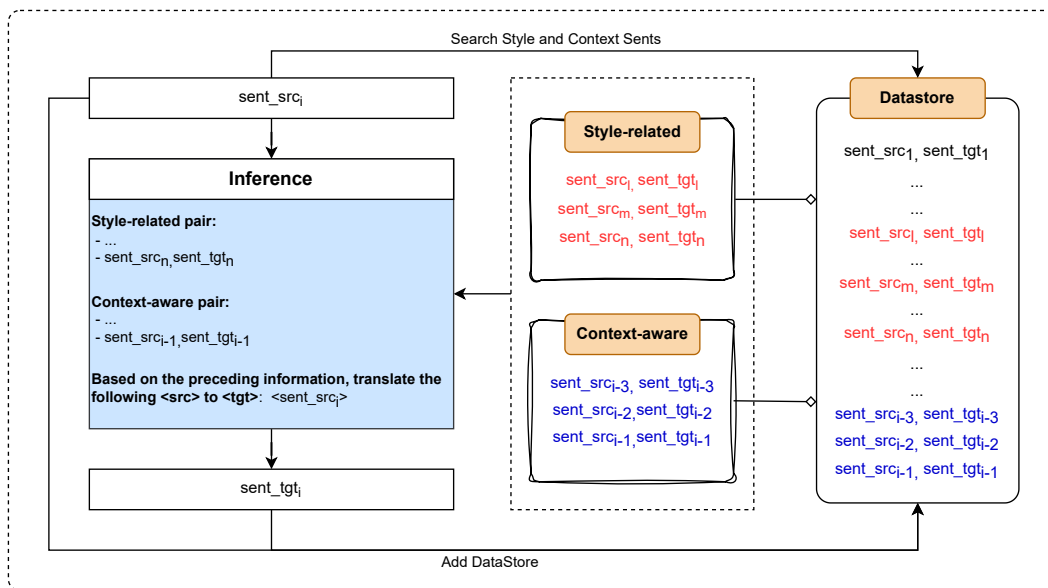 Search Style and Context Sents
sent_srcᵢ
Inference
Style-related pair:
- ...
- sent_srcₙ,sent_tgtₙ
Context-aware pair:
- ...
- sent_srcᵢ₋₁,sent_tgtᵢ₋₁
Based on the preceding information, translate the
following <src> to <tgt>: <sent_srcᵢ>
sent_tgtᵢ
Style-related
sent_srcₗ, sent_tgtₗ
sent_srcₘ, sent_tgtₘ
sent_srcₙ, sent_tgtₙ
Context-aware
sent_srcᵢ₋₃, sent_tgtᵢ₋₃
sent_srcᵢ₋₂,sent_tgtᵢ₋₂
sent_srcᵢ₋₁,sent_tgtᵢ₋₁
Datastore
sent_src₁, sent_tgt₁
...
...
sent_srcₗ, sent_tgtₗ
...
sent_srcₘ, sent_tgtₘ
...
sent_srcₙ, sent_tgtₙ
...
...
sent_srcᵢ₋₃, sent_tgtᵢ₋₃
sent_srcᵢ₋₂, sent_tgtᵢ₋₂
sent_srcᵢ₋₁, sent_tgtᵢ₋₁
Add DataStore